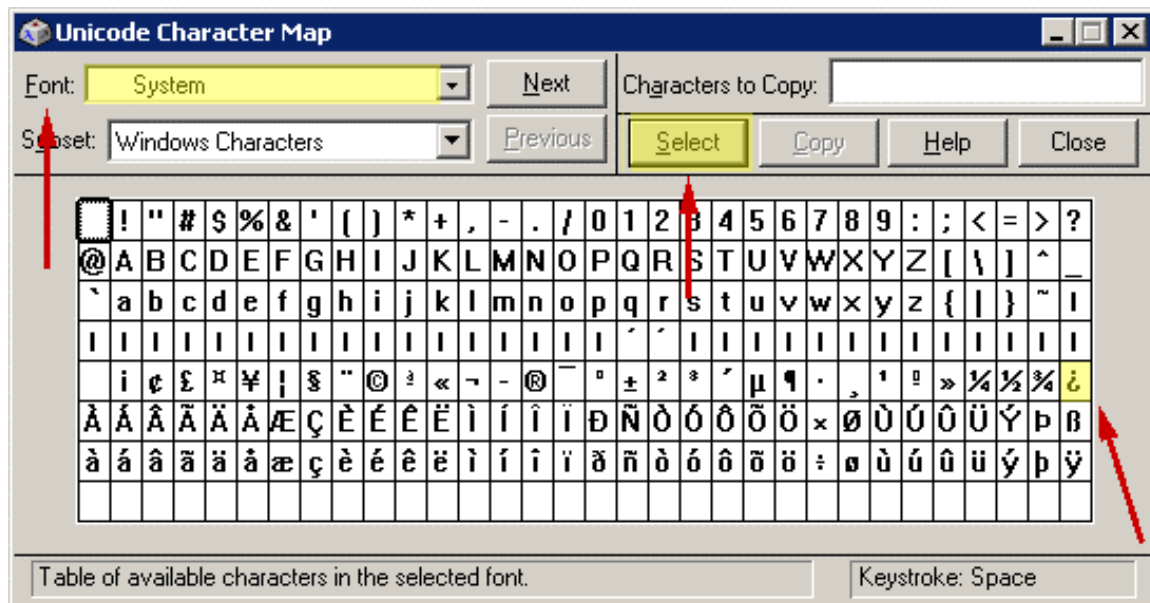 Unicode Character Map
Font: System Next Characters to Copy:
Subset: Windows Characters Previous Select Copy Help Close
! " # $ % & ' ( ) * + , - . / 0 1 2 3 4 5 6 7 8 9 : ; < = > ?
@ A B C D E F G H I J K L M N O P Q R S T U V W X Y Z [ \ ] ^ _
` a b c d e f g h i j k l m n o p q r s t u v w x y z { | } ~ I
I I I I I I I I I I I I I I I I I ´ ´ I I I I I I I I I I I I I
¡ ¢ £ ¤ ¥ ¦ § ¨ © ª « ¬ - ® ¯ ° ± ² ³ ´ µ ¶ · ¸ ¹ º » ¼ ½ ¾ ¿
À Á Â Ã Ä Å Æ Ç È É Ê Ë Ì Í Î Ï Ð Ñ Ò Ó Ô Õ Ö × Ø Ù Ú Û Ü Ý Þ ß
à á â ã ä å æ ç è é ê ë ì í î ï ð ñ ò ó ô õ ö ÷ ø ù ú û ü ý þ ÿ
Table of available characters in the selected font. Keystroke: Space